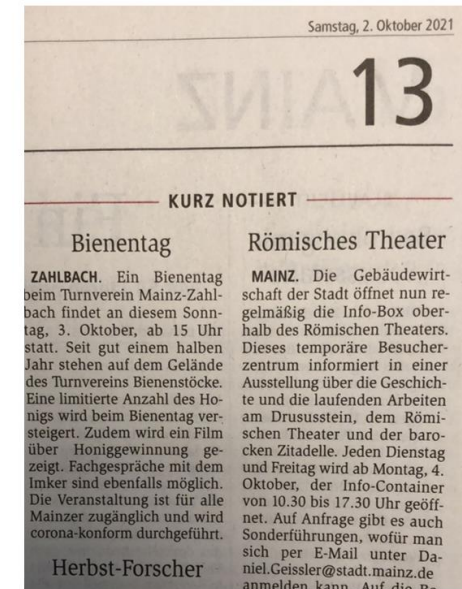 Samstag, 2. Oktober 2021
13
KURZ NOTIERT
Bienentag
ZAHLBACH. Ein Bienentag
beim Turnverein Mainz-Zahl-
bach findet an diesem Sonn-
tag, 3. Oktober, ab 15 Uhr
statt. Seit gut einem halben
Jahr stehen auf dem Gelände
des Turnvereins Bienenstöcke.
Eine limitierte Anzahl des Ho-
nigs wird beim Bienentag ver-
steigert. Zudem wird ein Film
über Honiggewinnung ge-
zeigt. Fachgespräche mit dem
Imker sind ebenfalls möglich.
Die Veranstaltung ist für alle
Mainzer zugänglich und wird
corona-konform durchgeführt.
Herbst-Forscher
Römisches Theater
MAINZ. Die Gebäudewirt-
schaft der Stadt öffnet nun re-
gelmäßig die Info-Box ober-
halb des Römischen Theaters.
Dieses temporäre Besucher-
zentrum informiert in einer
Ausstellung über die Geschich-
te und die laufenden Arbeiten
am Drususstein, dem Römi-
schen Theater und der baro-
cken Zitadelle. Jeden Dienstag
und Freitag wird ab Montag, 4.
Oktober, der Info-Container
von 10.30 bis 17.30 Uhr geöff-
net. Auf Anfrage gibt es auch
Sonderführungen, wofür man
sich per E-Mail unter Da-
niel.Geissler@stadt.mainz.de
anmelden kann. Auf die Be-